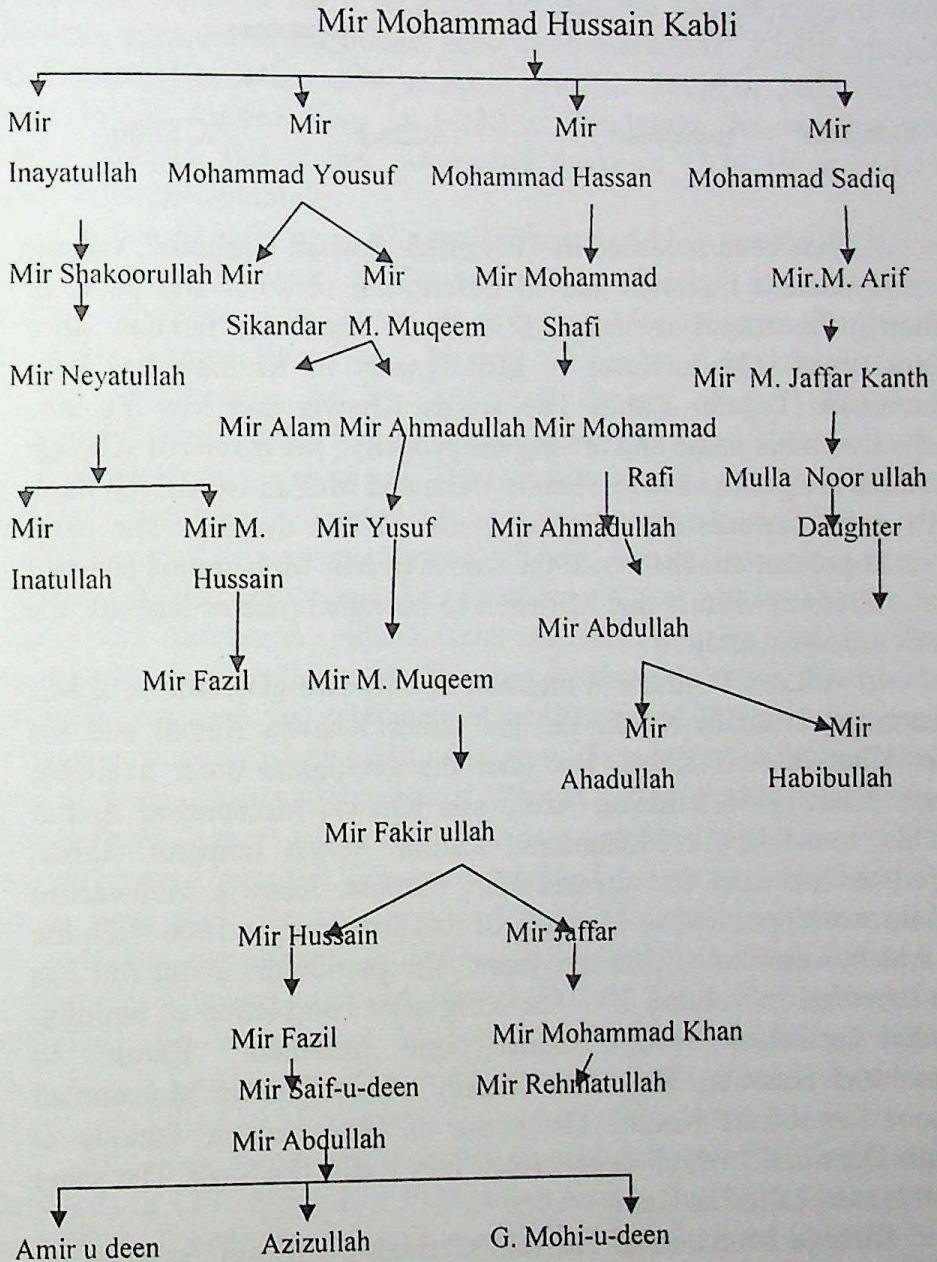 Mir Mohammad Hussain Kabli
Mir Mir Mir Mir
Inayatullah Mohammad Yousuf Mohammad Hassan Mohammad Sadiq
Mir Shakoorullah Mir Mir Mir Mohammad Mir.M. Arif
Sikandar M. Muqeem Shafi
Mir Neyatullah Mir M. Jaffar Kanth
Mir Alam Mir Ahmadullah Mir Mohammad
Rafi Mulla Noor ullah
Mir Mir M. Mir Yusuf Mir Ahmadullah Daughter
Inatullah Hussain
Mir Abdullah
Mir Fazil Mir M. Muqeem
Mir Mir
Ahadullah Habibullah
Mir Fakir ullah
Mir Hussain Mir Jaffar
Mir Fazil Mir Mohammad Khan
Mir Saif-u-deen Mir Rehmatullah
Mir Abdullah
Amir u deen Azizullah G. Mohi-u-deen